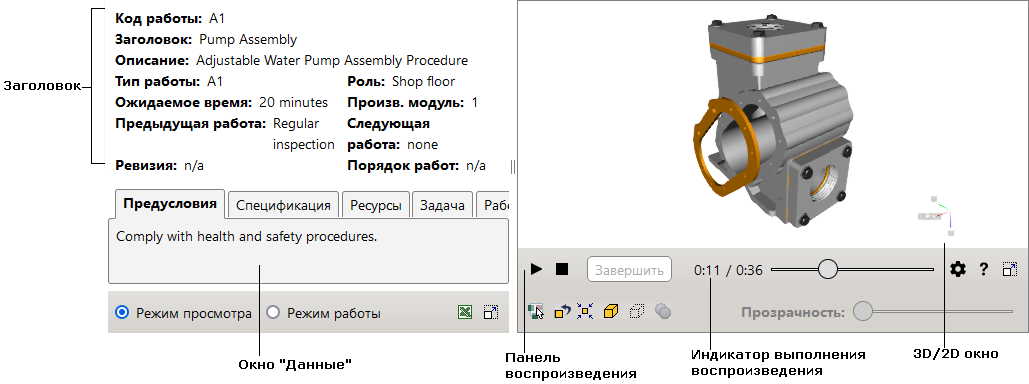 Код работы: A1
Заголовок: Pump Assembly
Описание: Adjustable Water Pump Assembly Procedure
Заголовок
Тип работы: A1 Роль: Shop floor
Ожидаемое время: 20 minutes Произв. модуль: 1
Предыдущая работа: Regular Следующая
inspection работа: none
Ревизия: n/a Порядок работ: n/a
Предусловия Спецификация Ресурсы Задача Рабо
Comply with health and safety procedures.
Завершить 0:11 / 0:36 ?
Режим просмотра Режим работы Прозрачность:
Окно "Данные"
Панель
воспроизведения
Индикатор выполнения
воспроизведения
3D/2D окно